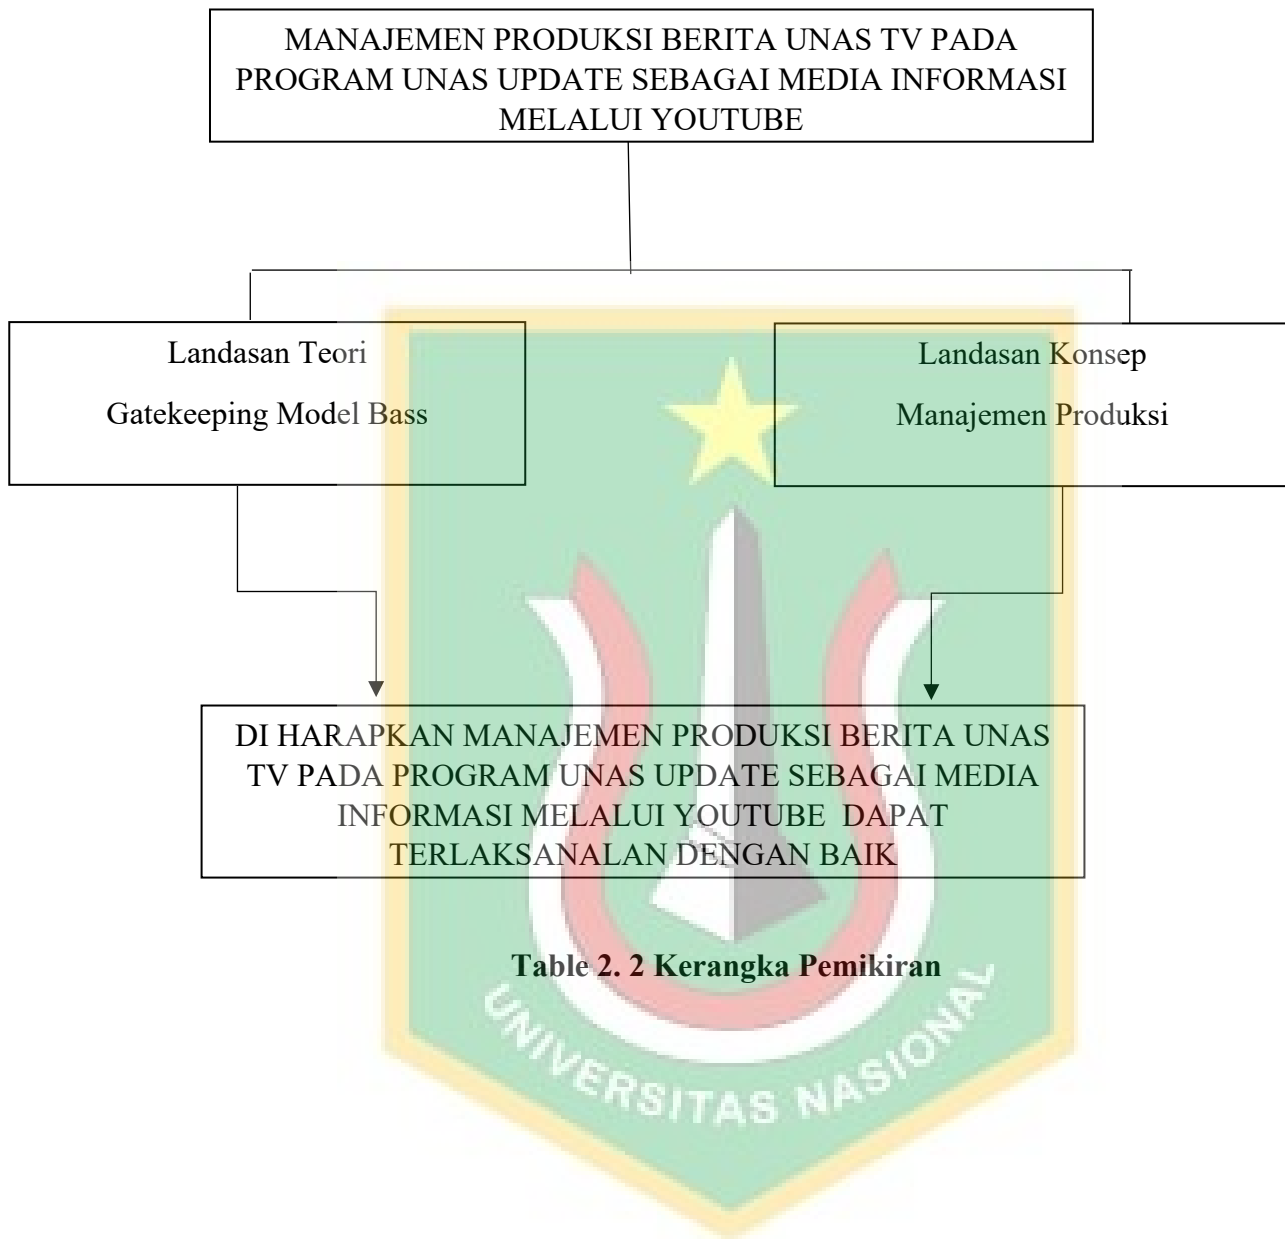 MANAJEMEN PRODUKSI BERITA UNAS TV PADA
PROGRAM UNAS UPDATE SEBAGAI MEDIA INFORMASI
MELALUI YOUTUBE
Landasan Teori
Gatekeeping Model Bass
Landasan Konsep
Manajemen Produksi
DI HARAPKAN MANAJEMEN PRODUKSI BERITA UNAS
TV PADA PROGRAM UNAS UPDATE SEBAGAI MEDIA
INFORMASI MELALUI YOUTUBE  DAPAT
TERLAKSANALAN DENGAN BAIK
Table 2. 2 Kerangka Pemikiran
UNIVERSITAS NASIONAL